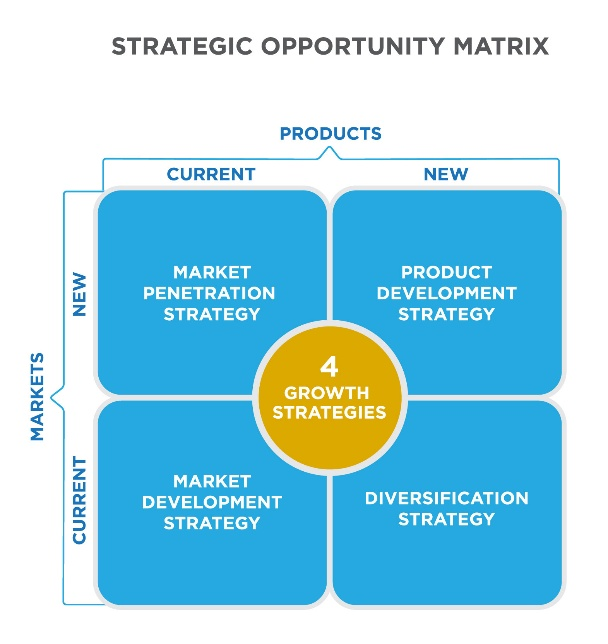 STRATEGIC OPPORTUNITY MATRIX
PRODUCTS
CURRENT
NEW
MARKETS
NEW
MARKET
PENETRATION
STRATEGY
PRODUCT
DEVELOPMENT
STRATEGY
4
GROWTH
STRATEGIES
CURRENT
MARKET
DEVELOPMENT
STRATEGY
DIVERSIFICATION
STRATEGY